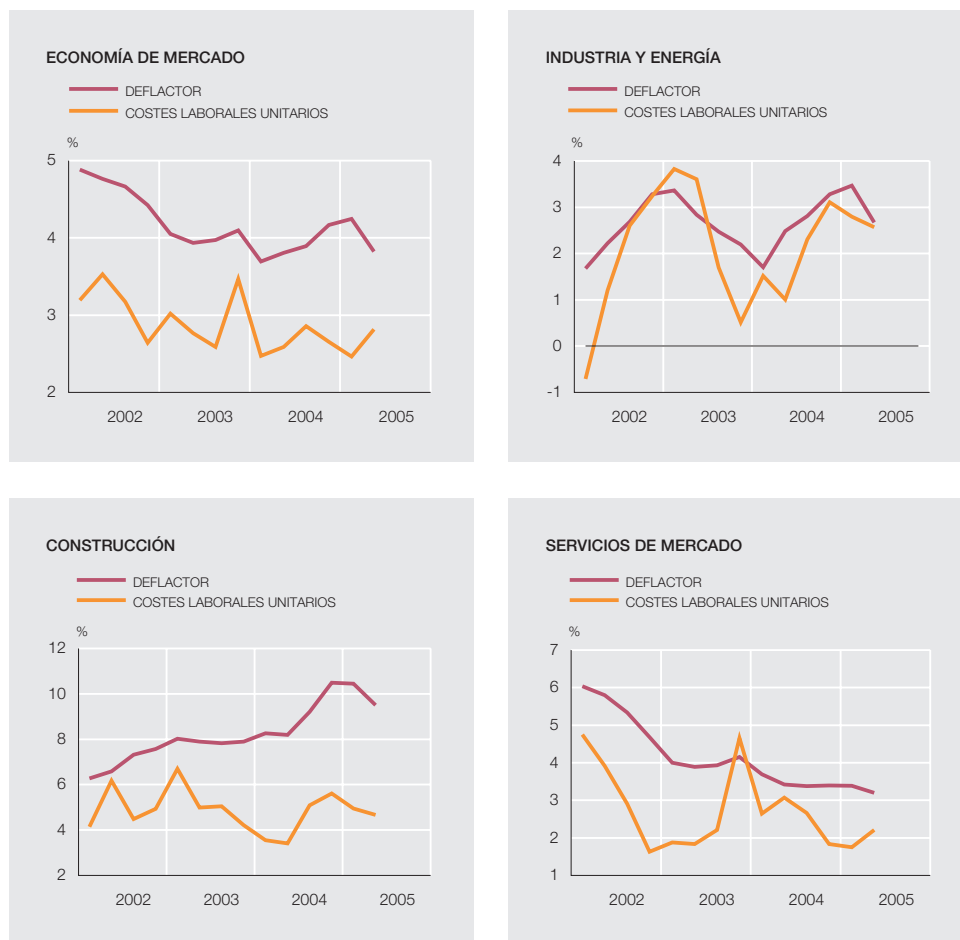 ECONOMÍA DE MERCADO
DEFLACTOR
COSTES LABORALES UNITARIOS
%
5
4
3
2
2002 2003 2004 2005
INDUSTRIA Y ENERGÍA
DEFLACTOR
COSTES LABORALES UNITARIOS
%
4
3
2
1
0
-1
2002 2003 2004 2005
CONSTRUCCIÓN
DEFLACTOR
COSTES LABORALES UNITARIOS
%
12
10
8
6
4
2
2002 2003 2004 2005
SERVICIOS DE MERCADO
DEFLACTOR
COSTES LABORALES UNITARIOS
%
7
6
5
4
3
2
1
2002 2003 2004 2005